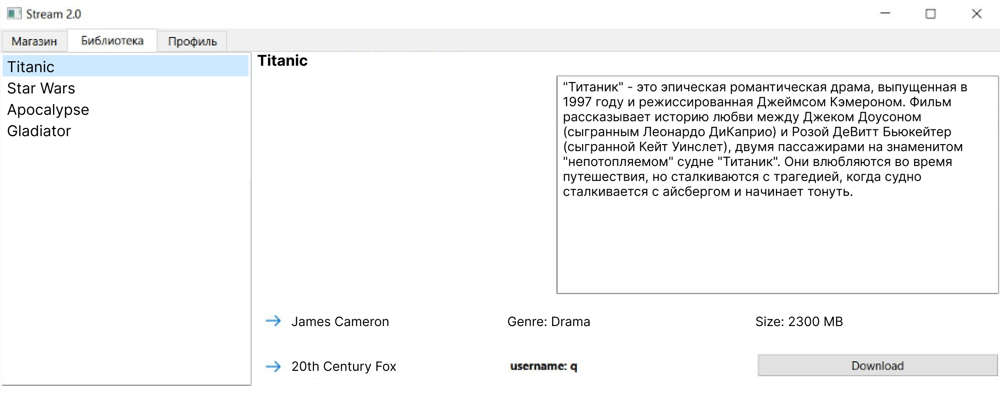 Stream 2.0
Магазин Библиотека Профиль
Titanic
Star Wars
Apocalypse
Gladiator
Titanic
"Титаник" - это эпическая романтическая драма, выпущенная в
1997 году и режиссированная Джеймсом Кэмероном. Фильм
рассказывает историю любви между Джеком Доусоном
(сыгранным Леонардо ДиКаприо) и Розой ДеВитт Бьюкейтер
(сыгранной Кейт Уинслет), двумя пассажирами на знаменитом
"непотопляемом" судне "Титаник". Они влюбляются во время
путешествия, но сталкиваются с трагедией, когда судно
сталкивается с айсбергом и начинает тонуть.
James Cameron Genre: Drama Size: 2300 MB
20th Century Fox username: q Download